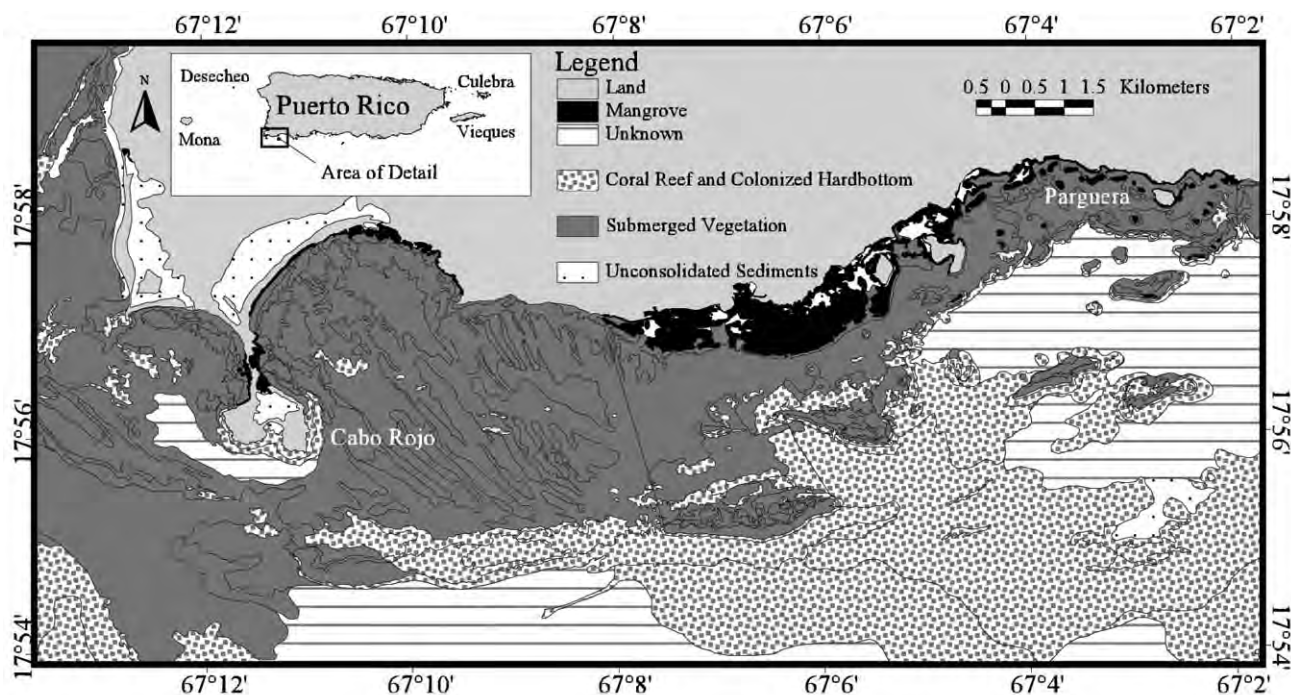 67°12' 67°10' 67°8' 67°6' 67°4' 67°2'
N
Desecheo
Culebra
Puerto Rico
Mona
Vieques
Area of Detail
Legend
Land
Mangrove
Unknown
Coral Reef and Colonized Hardbottom
Submerged Vegetation
Unconsolidated Sediments
0.5 0 0.5 1 1.5 Kilometers
17°58'
17°58'
Parguera
17°56'
17°56'
Cabo Rojo
17°54'
17°54'
67°12' 67°10' 67°8' 67°6' 67°4' 67°2'